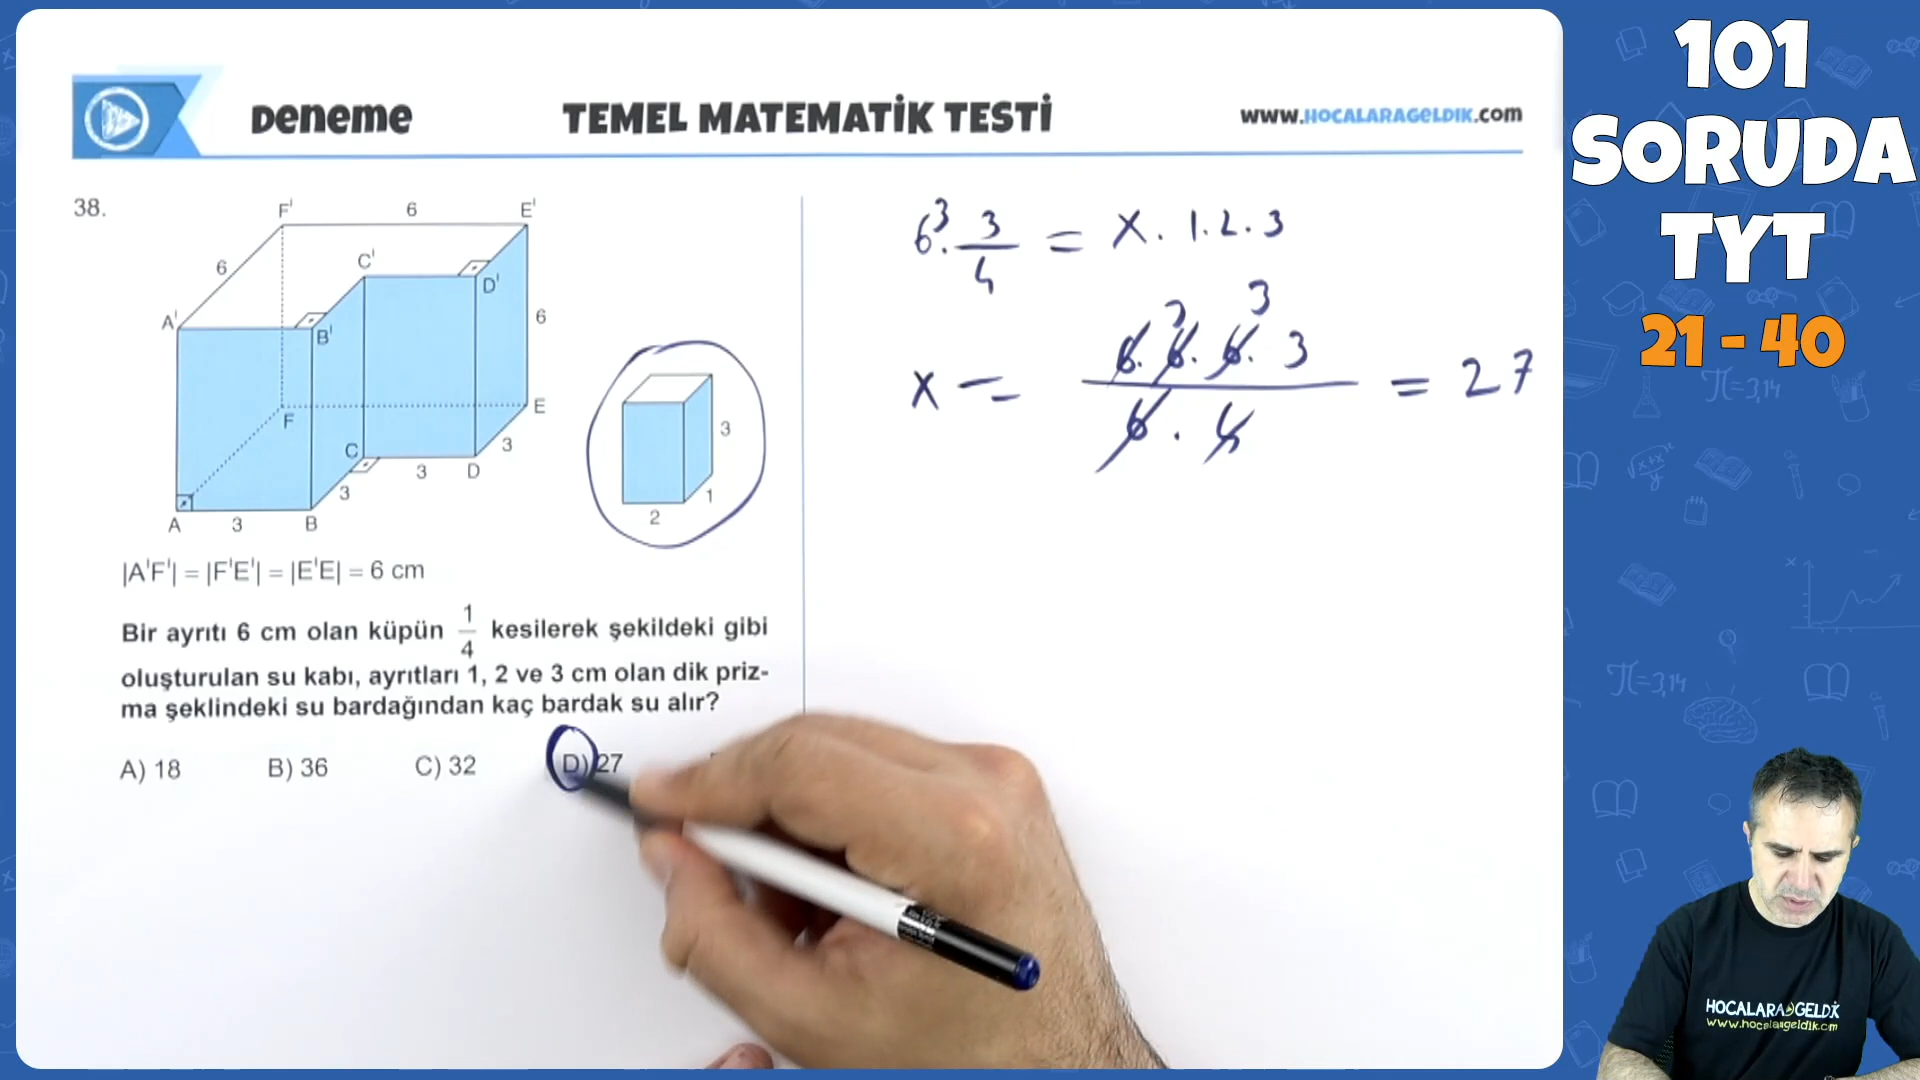 Deneme
TEMEL MATEMATİK TESTİ
www.HOCALARAGELDİK.com
38.
F'
6
E'
6
C'
D'
A'
B'
6
F
E
C
3
3
D
3
A
3
B
3
1
2
|A'F'| = |F'E'| = |E'E| = 6 cm
Bir ayrıtı 6 cm olan küpün 1/4 kesilerek şekildeki gibi
oluşturulan su kabı, ayrıtları 1, 2 ve 3 cm olan dik priz-
ma şeklindeki su bardağından kaç bardak su alır?
A) 18
B) 36
C) 32
D) 27
6³ . 3/4 = x . 1.2.3
x = 6.6.6.3 / 6.4 = 27
3
3
101
SORUDA
TYT
21 - 40
HOCALARAGELDİK
www.hocalarageldik.com